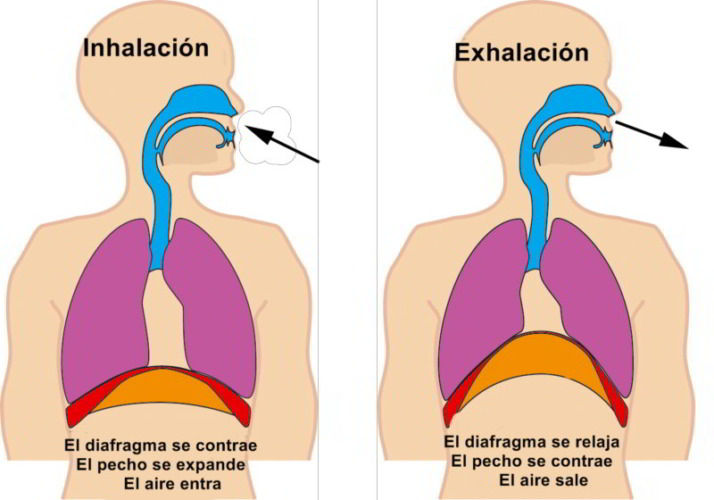 Inhalación
El diafragma se contrae
El pecho se expande
El aire entra
Exhalación
El diafragma se relaja
El pecho se contrae
El aire sale